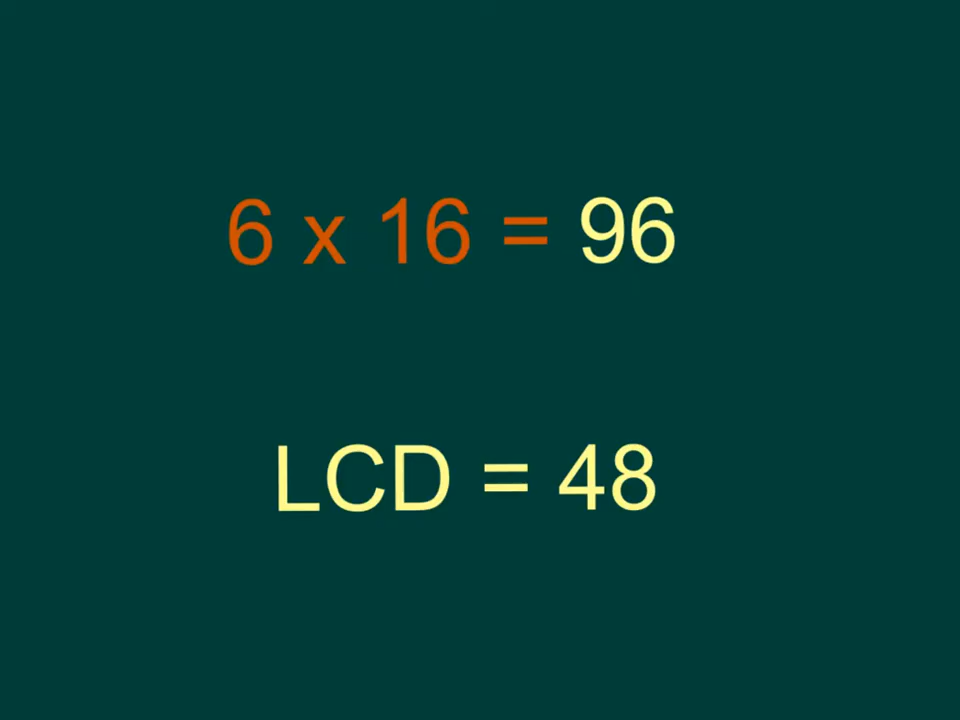 6 x 16 = 96
LCD = 48